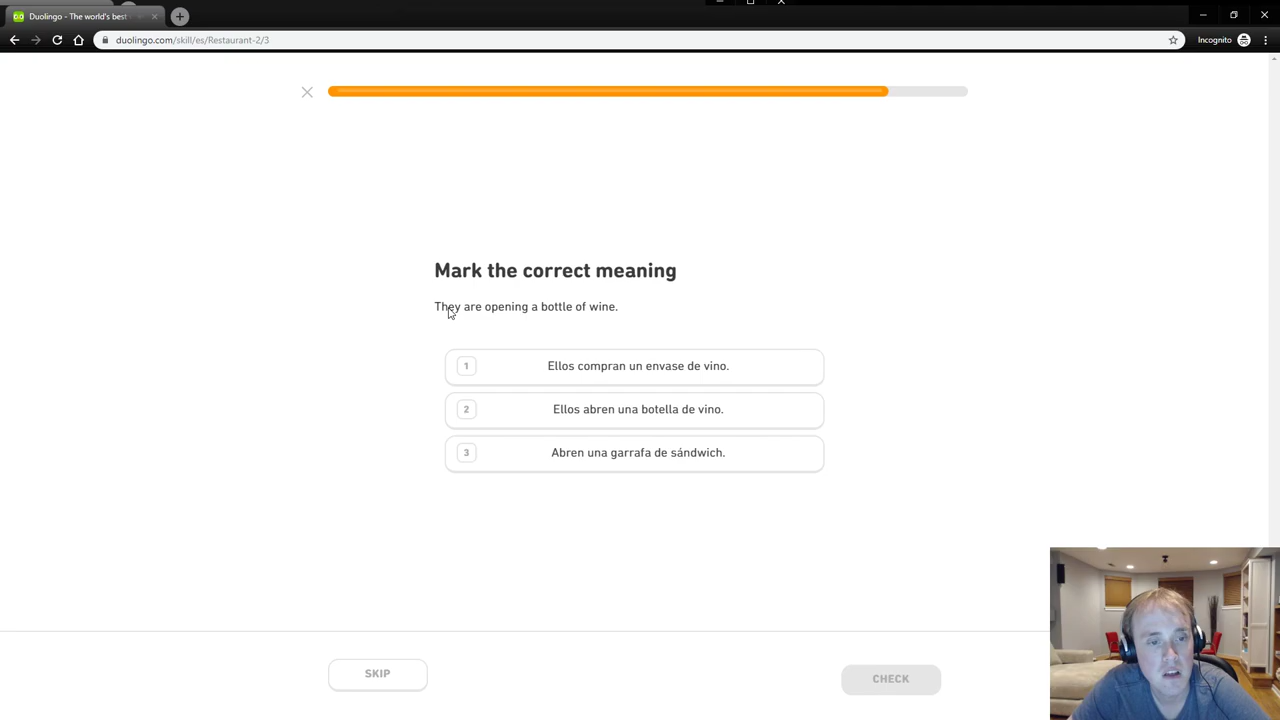 Duolingo - The world's best
duolingo.com/skill/es/Restaurant-2/3
Incognito
Mark the correct meaning
They are opening a bottle of wine.
1 Ellos compran un envase de vino.
2 Ellos abren una botella de vino.
3 Abren una garrafa de sándwich.
SKIP
CHECK